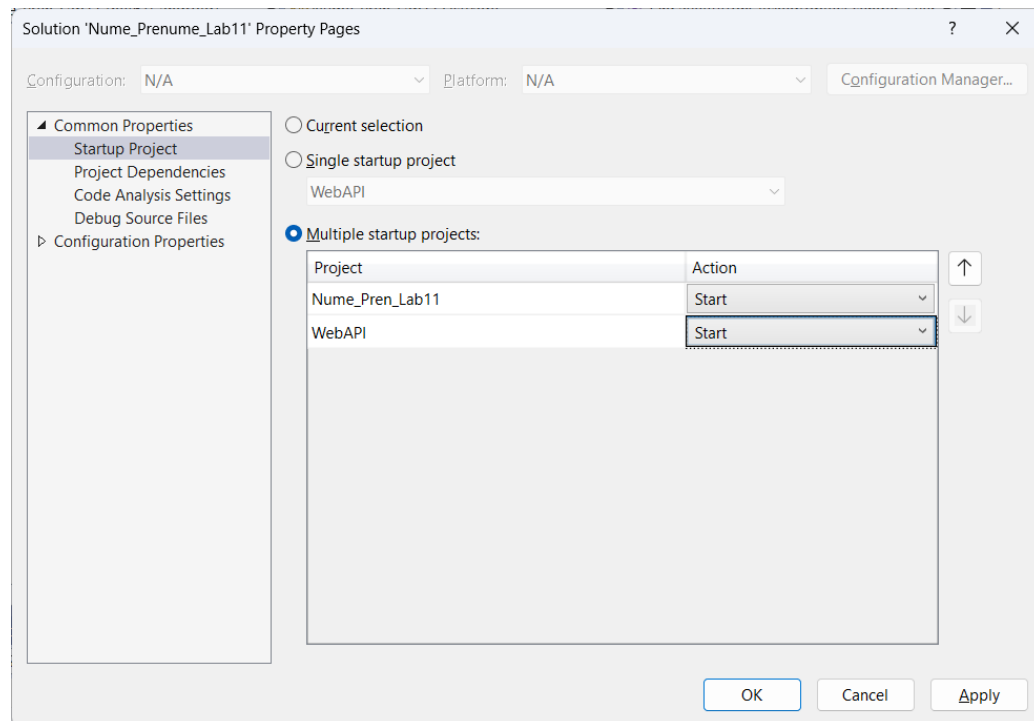 Solution 'Nume_Prenume_Lab11' Property Pages
?
Configuration: N/A Platform: N/A Configuration Manager...
Common Properties
Startup Project
Project Dependencies
Code Analysis Settings
Debug Source Files
Configuration Properties
Current selection
Single startup project
WebAPI
Multiple startup projects:
Project Action
Nume_Pren_Lab11 Start
WebAPI Start
OK Cancel Apply